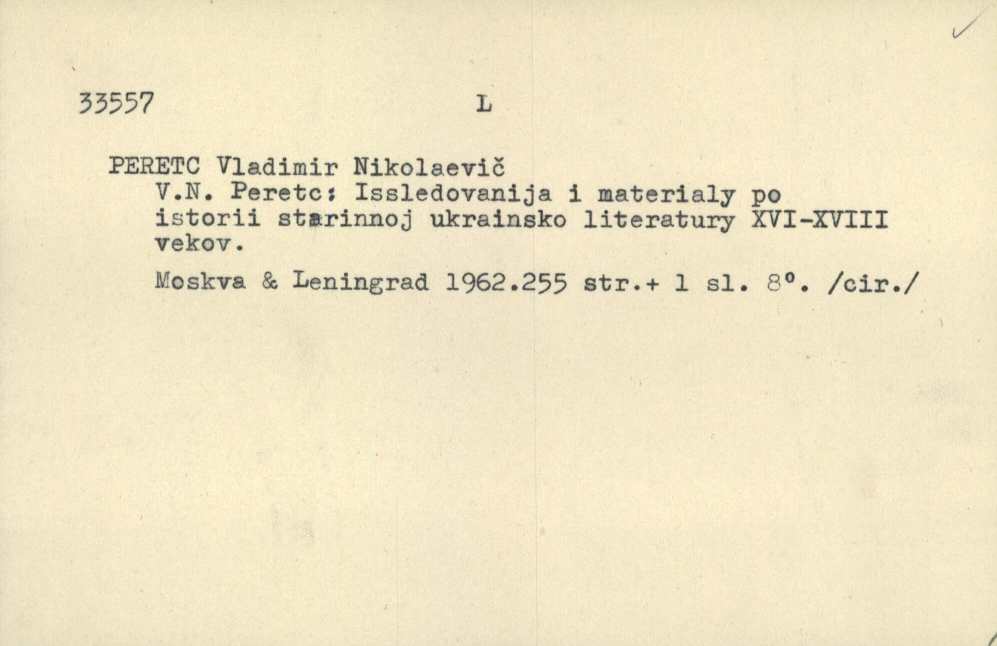 33557 L
PERETC Vladimir Nikolaevič
V.N. Peretc: Issledovanija i materialy po
istorii starinnoj ukrainsko literatury XVI-XVIII
vekov.
Moskva & Leningrad 1962.255 str.+ 1 sl. 8°. /cir./